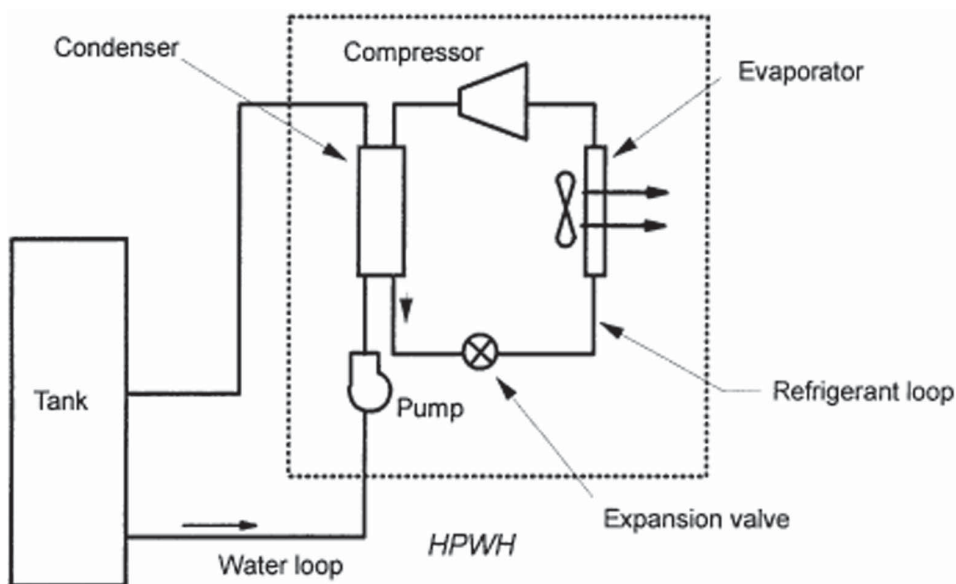 Condenser
Compressor
Evaporator
Tank
Pump
Refrigerant loop
Expansion valve
HPWH
Water loop